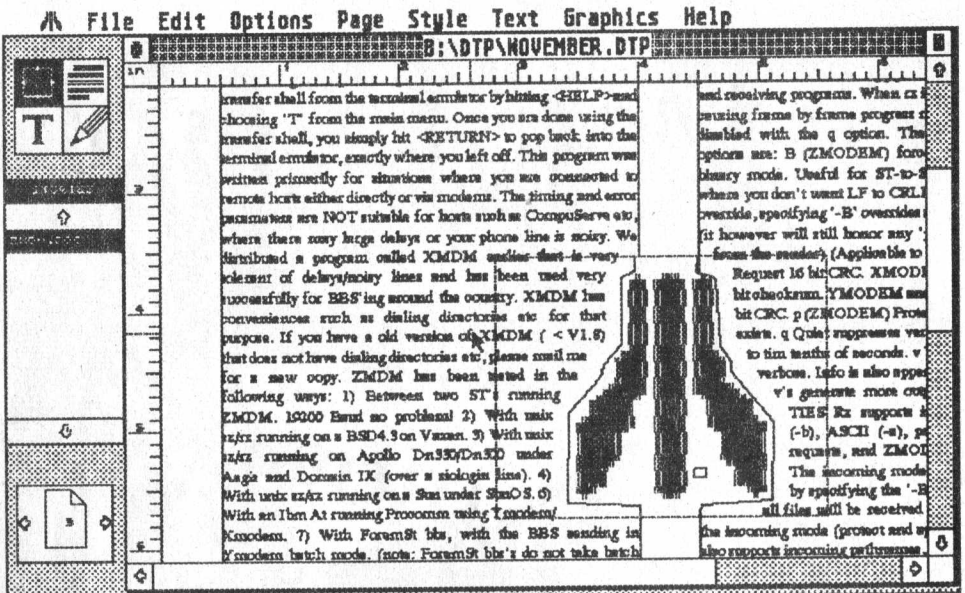 File Edit Options Page Style Text Graphics Help
B:\DTP\NOVEMBER.DTP
in
T
transfer shell from the terminal emulator by hitting <HELP> and
choosing "T" from the main menu. Once you are done using the
transfer shell, you simply hit <RETURN> to pop back into the
terminal emulator, exactly where you left off. This program was
written primarily for situations where you are connected to
remote hosts either directly or via modems. The timing and error
parameters are NOT suitable for hosts such as CompuServe etc,
where there may large delays or your phone line is noisy. We
distributed a program called XMDM earlier that is very
tolerant of delays/noisy lines and has been used very
successfully for BBS'ing around the country. XMDM has
conveniences such as dialing directories etc for that
purpose. If you have a old version of XMDM ( < V1.6)
that does not have dialing directories etc, please mail me
for a new copy. ZMDM has been tested in the
following ways: 1) Between two ST's running
ZMDM. 19200 Baud no problem! 2) With unix
sz/rz running on a BSD4.3 on Vaxen. 3) With unix
sz/rz running on Apollo Dn330/Dn320 under
Aegis and Domain IX (over a siologin line). 4)
With unix sz/rz running on a Sun under SunOS. 6)
With an Ibm At running Procomm using Ymodem/
Xmodem. 7) With ForemSt bbs, with the BBS sending in
Ymodem batch mode. (note: ForemSt bbs's do not take batch
and receiving programs. When rz i
frame by frame progress r
disabled with the q option. The
options are: B (ZMODEM) forc
binary mode. Useful for ST-to-S
where you don't want LF to CRL
override, specifying '-B' overrides
(it however will still honor any '
from the sender) (Applicable to
Request 16 bit CRC. XMOD
bit checksum. YMODEM and
bit CRC. p (ZMODEM) Prote
exists. q Quiet suppresses ver
to tim tenths of seconds. v
verbose. Info is also appe
v's generate more out
TIES Rz supports
(-b), ASCII (-a), p
requests, and ZMO
The incoming mode
by specifying the '-B
all files will be received
the incoming mode (protect and
also supports incoming pathnames